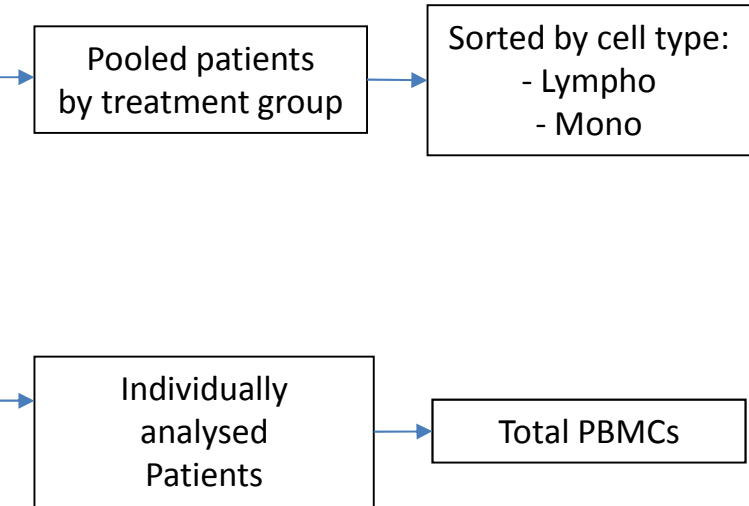 Pooled patients
by treatment group
Sorted by cell type:
- Lympho
- Mono
Individually
analysed
Patients
Total PBMCs